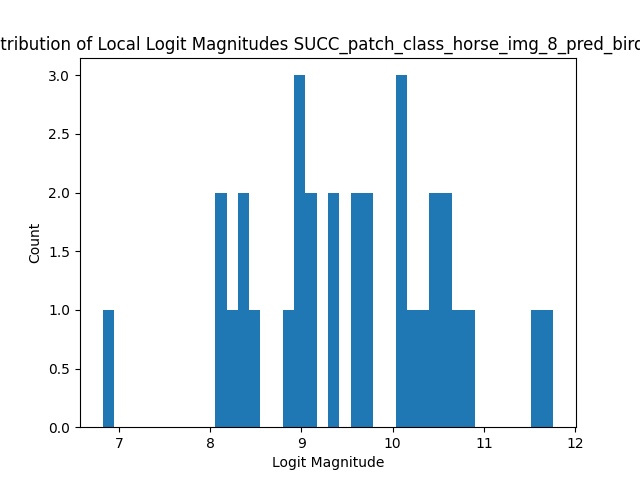 tribution of Local Logit Magnitudes SUCC_patch_class_horse_img_8_pred_bird
3.0
2.5
2.0
1.5
1.0
0.5
0.0
Count
7 8 9 10 11 12
Logit Magnitude